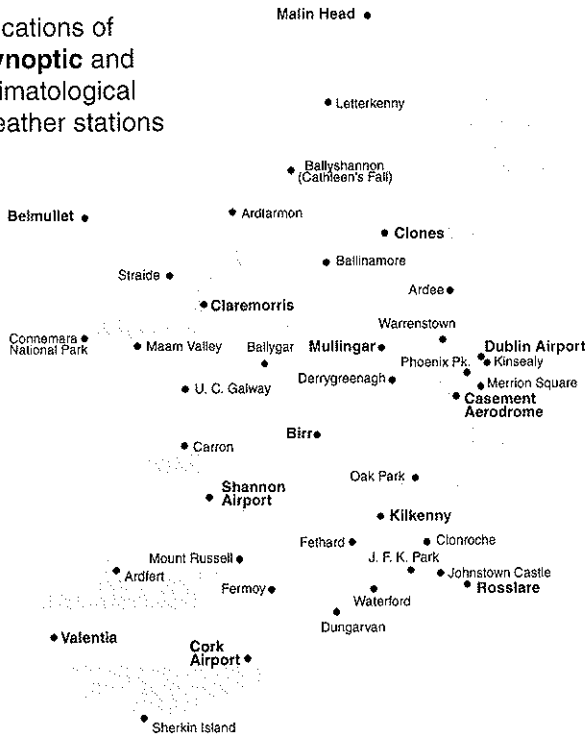 cations of
ynoptic and
imatological
eather stations
Malin Head
Letterkenny
Ballyshannon
(Cathleen's Fall)
Belmullet
Ardtarmon
Clones
Ballinamore
Straide
Ardee
Claremorris
Warrenstown
Connemara
National Park
Maam Valley
Ballygar
Mullingar
Dublin Airport
Phoenix Pk.
Kinsealy
Derrygreenagh
Merrion Square
U. C. Galway
Casement
Aerodrome
Birr
Carron
Oak Park
Shannon
Airport
Kilkenny
Fethard
Clonroche
J. F. K. Park
Mount Russell
Ardfert
Johnstown Castle
Fermoy
Rosslare
Waterford
Dungarvan
Valentia
Cork
Airport
Sherkin Island